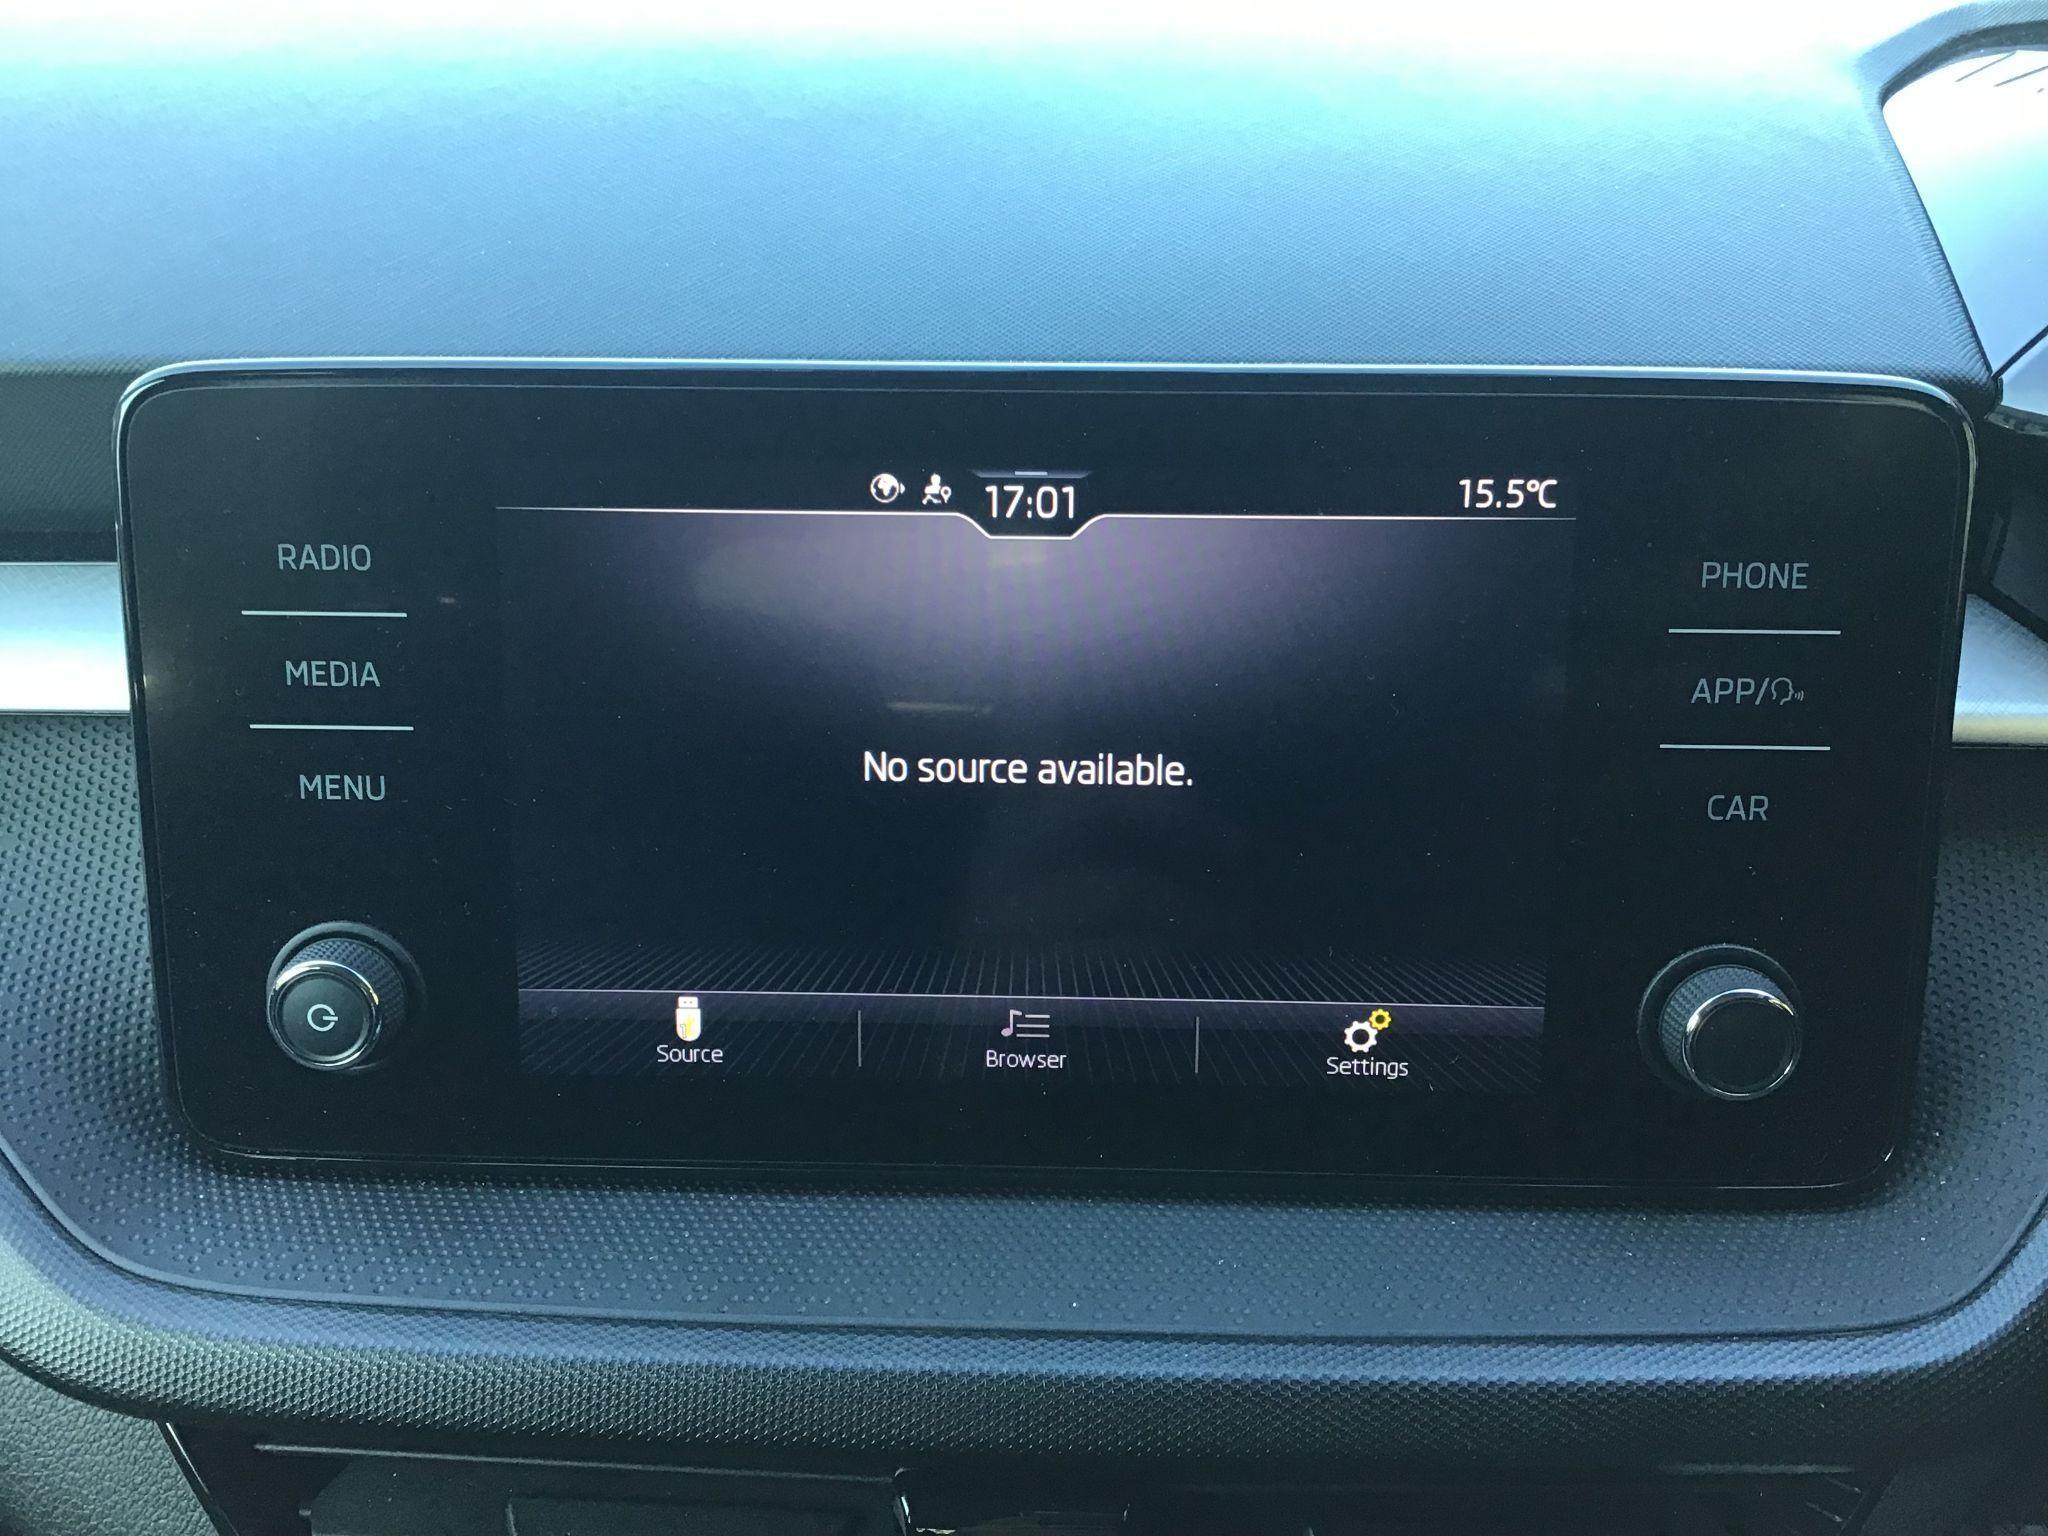 17:01
15.5°C
RADIO
MEDIA
MENU
PHONE
APP/
CAR
No source available.
Source
Browser
Settings